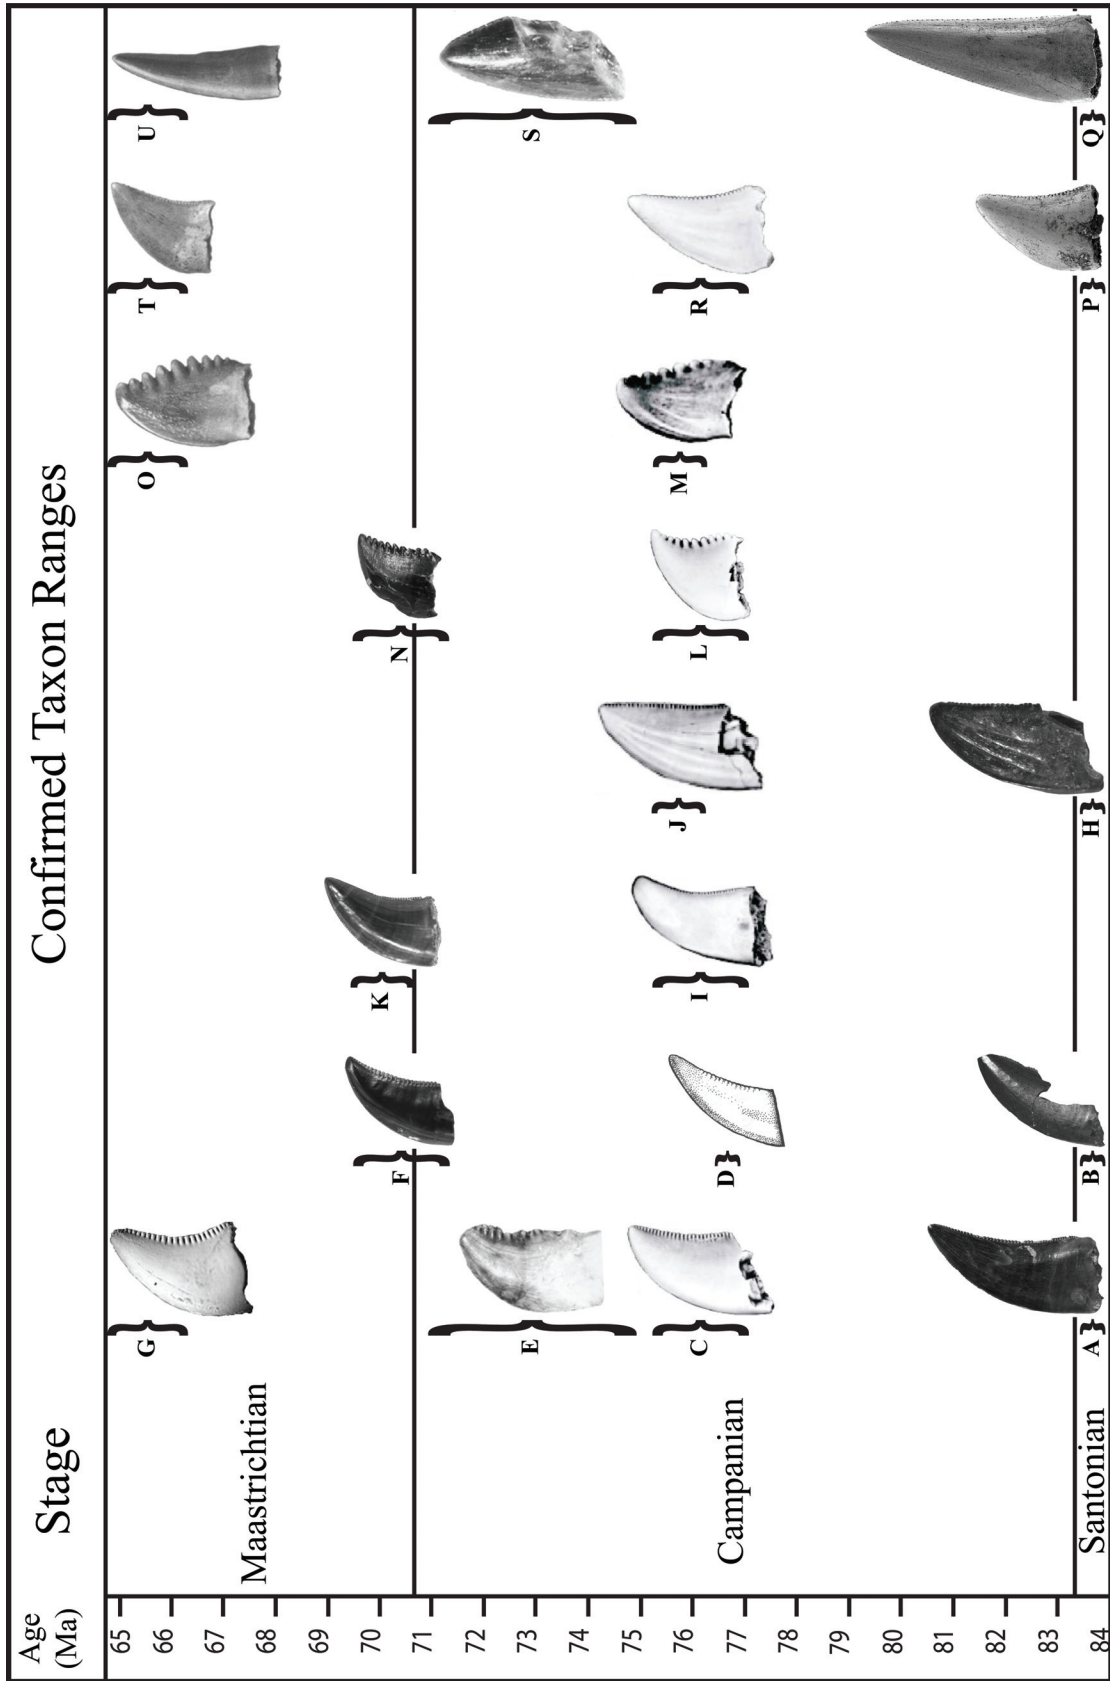 Confirmed Taxon Ranges
Age
(Ma)
Stage
65
66
67
68
69
70
71
72
73
74
75
76
77
78
79
80
81
82
83
84
Maastrichtian
Campanian
Santonian
G
O
T
U
F
K
N
E
S
C
D
I
J
L
M
R
A
B
H
P
Q